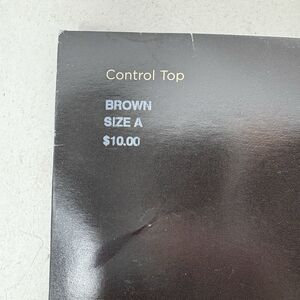 Control Top
BROWN
SIZE A
$10.00